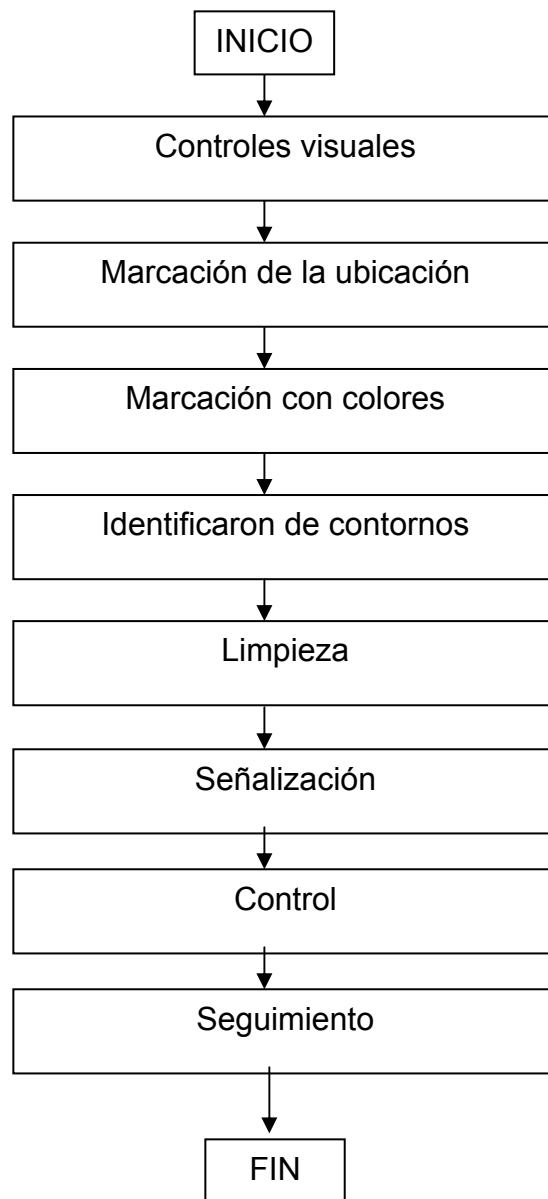 INICIO
Controles visuales
Marcación de la ubicación
Marcación con colores
Identificaron de contornos
Limpieza
Señalización
Control
Seguimiento
FIN